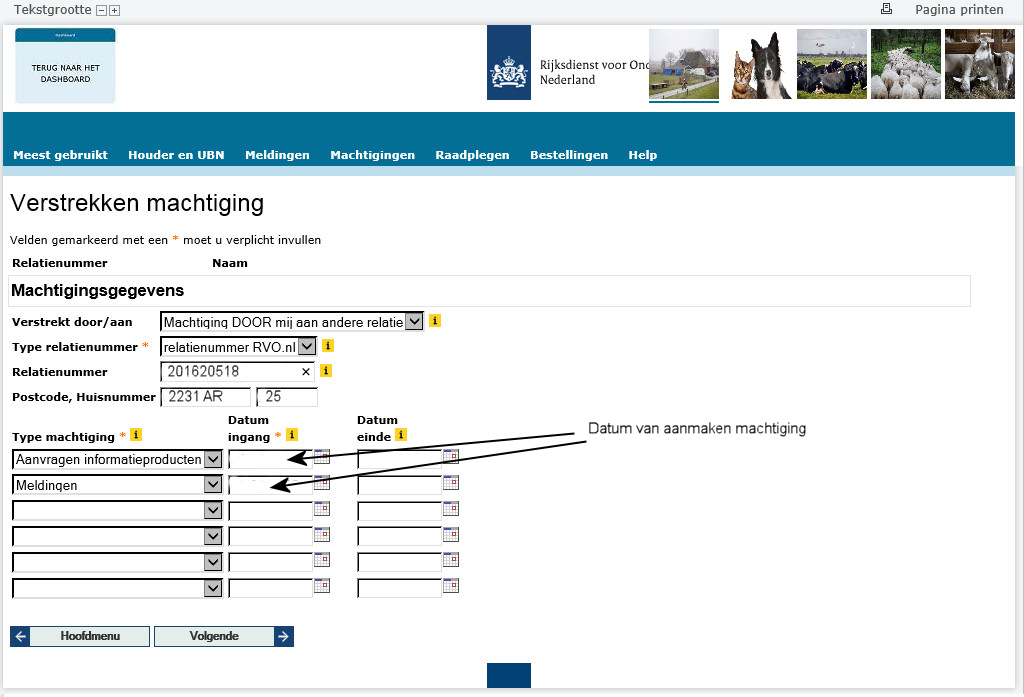 Tekstgrootte
Pagina printen
Dashboard
TERUG NAAR HET
DASHBOARD
Rijksdienst voor Ond
Nederland
Meest gebruikt Houder en UBN Meldingen Machtigingen Raadplegen Bestellingen Help
Verstrekken machtiging
Velden gemarkeerd met een * moet u verplicht invullen
Relatienummer Naam
Machtigingsgegevens
Verstrekt door/aan Machtiging DOOR mij aan andere relatie i
Type relatienummer * relatienummer RVO.nl i
Relatienummer 201620518 × i
Postcode, Huisnummer 2231 AR 25
Type machtiging * i Datum ingang * i Datum einde i
Datum van aanmaken machtiging
Aanvragen informatieproducten
Meldingen
Hoofdmenu Volgende